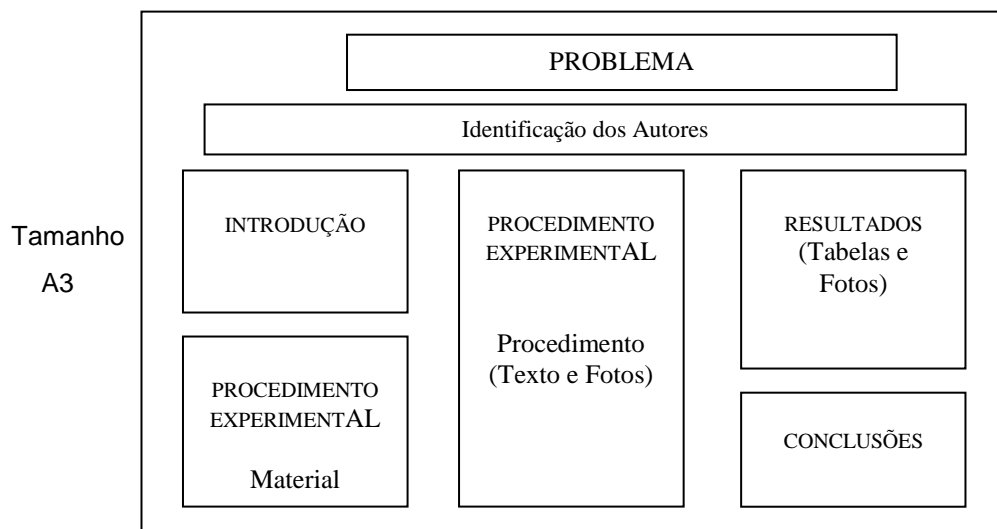 PROBLEMA
Identificação dos Autores
Tamanho
A3
INTRODUÇÃO
PROCEDIMENTO
EXPERIMENTAL
Material
PROCEDIMENTO
EXPERIMENTAL
Procedimento
(Texto e Fotos)
RESULTADOS
(Tabelas e
Fotos)
CONCLUSÕES